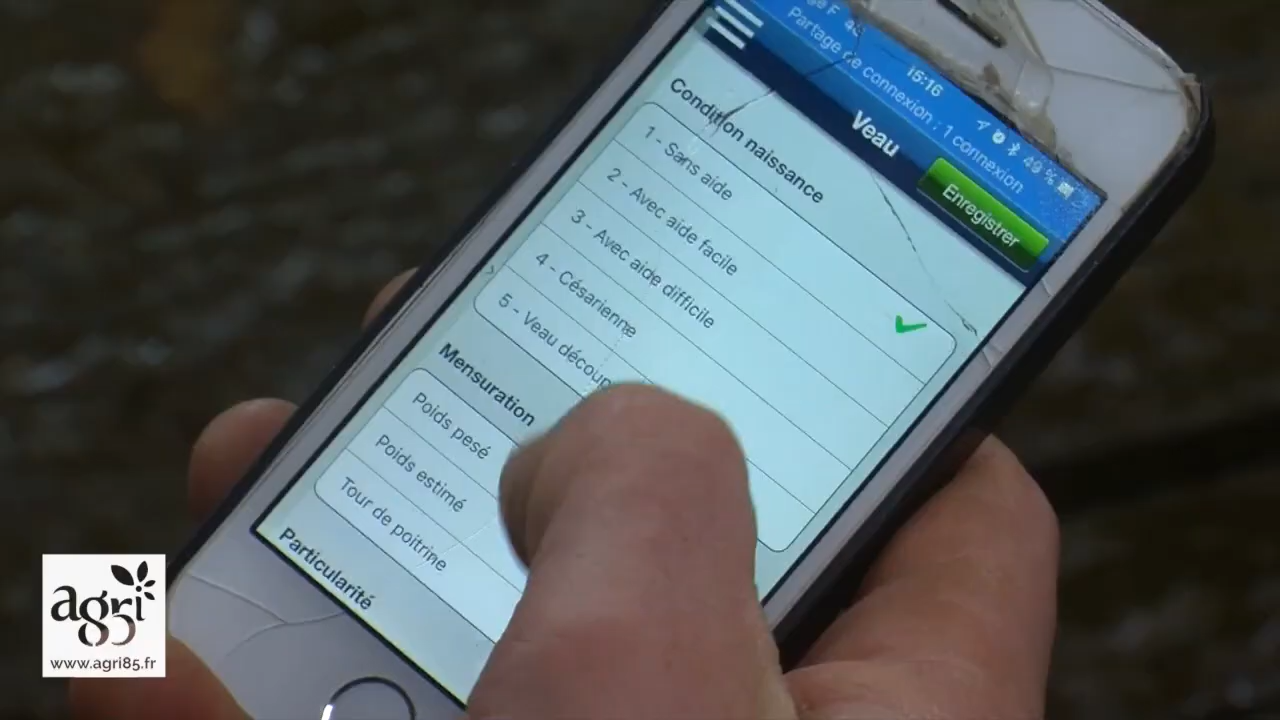 15:16
49 %
Partage de connexion : 1 connexion
Veau
Enregistrer
Condition naissance
1 - Sans aide
2 - Avec aide facile
3 - Avec aide difficile
4 - Césarienne
5 - Veau découp
Mensuration
Poids pesé
Poids estimé
Tour de poitrine
Particularité
agri
85
www.agri85.fr